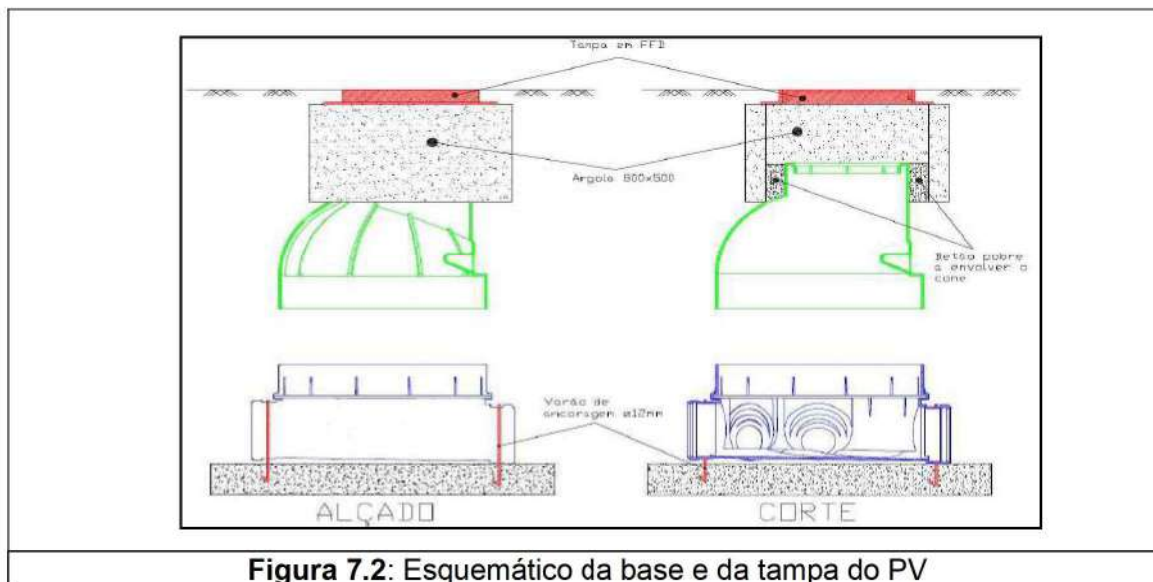 Tampa em FFD
Argola 800x500
Betão pobre
a envolver o
cone
Varão de
ancoragem ø12mm
ALÇADO
CORTE
Figura 7.2: Esquemático da base e da tampa do PV